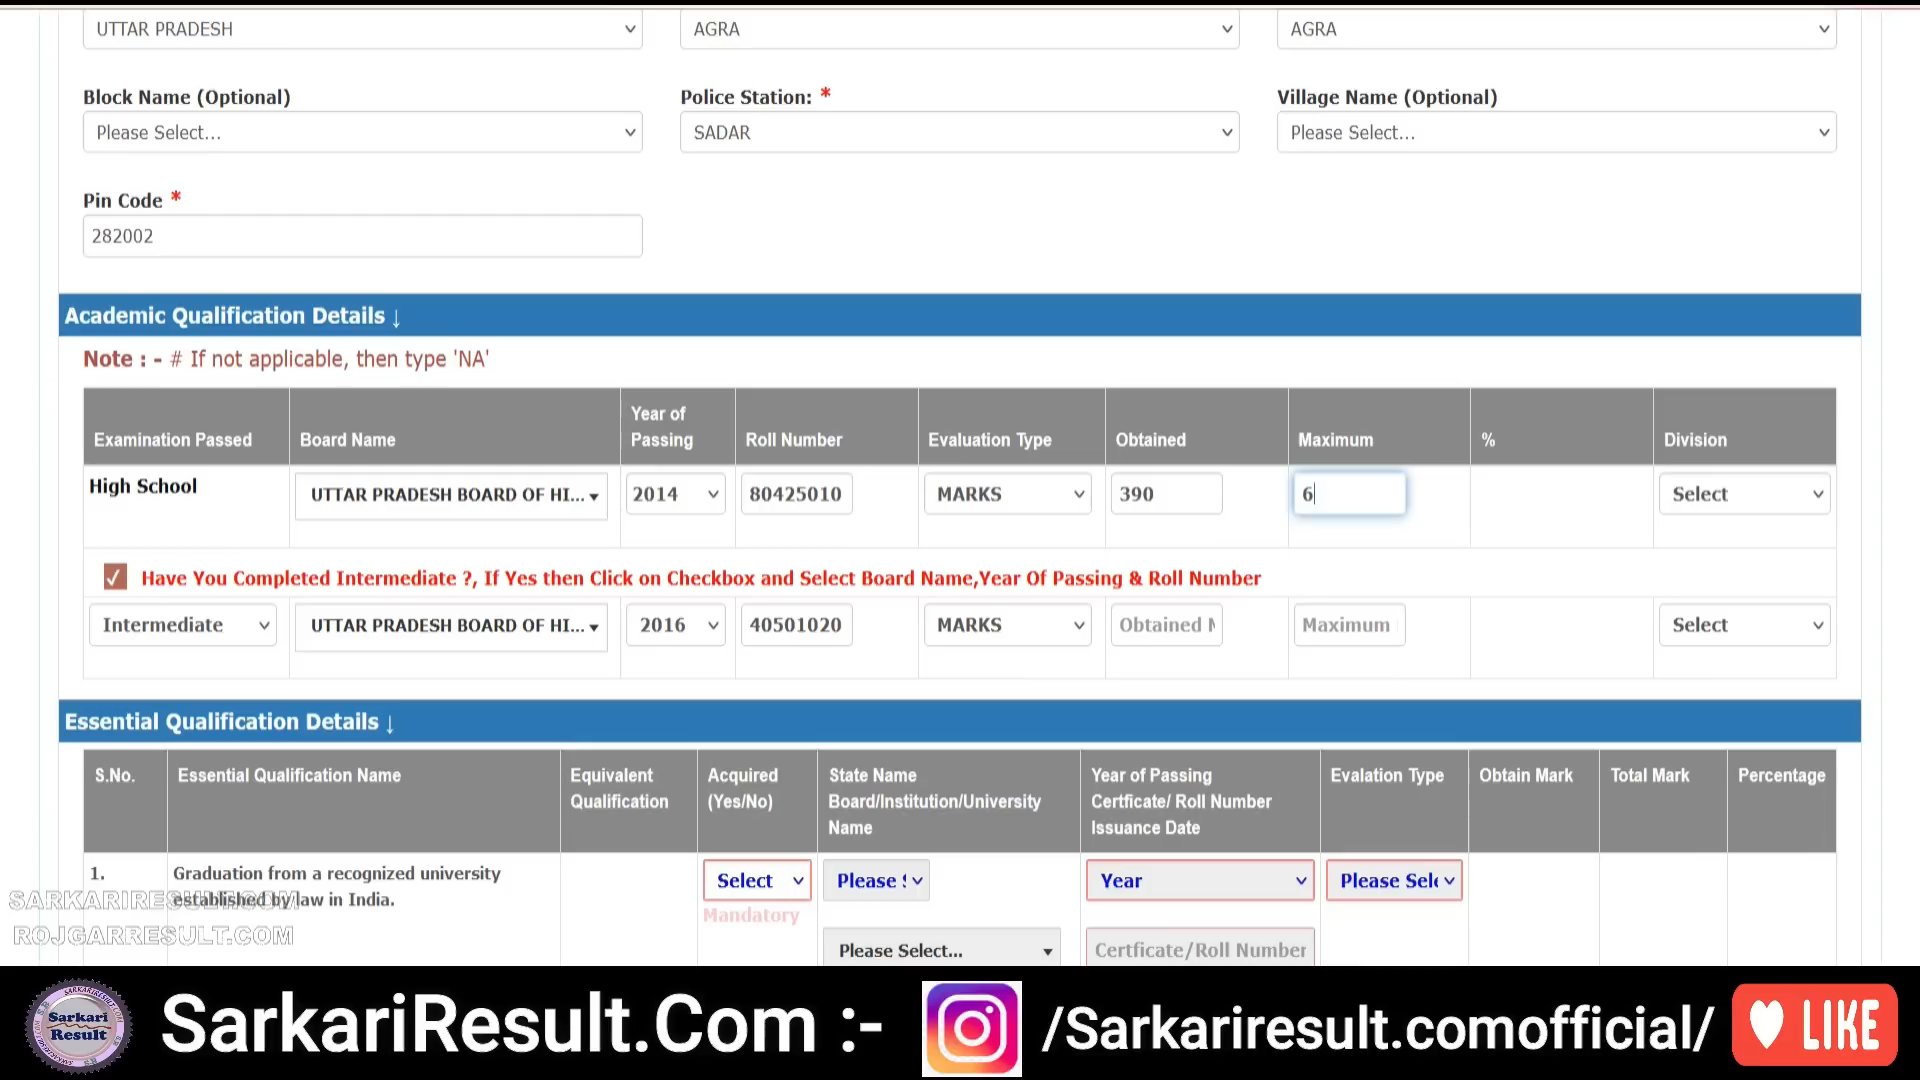 UTTAR PRADESH
AGRA
AGRA
Block Name (Optional)
Police Station: *
Village Name (Optional)
Please Select...
SADAR
Please Select...
Pin Code *
282002
Academic Qualification Details ↓
Note : - # If not applicable, then type 'NA'
Examination Passed
Board Name
Year of
Passing
Roll Number
Evaluation Type
Obtained
Maximum
%
Division
High School
UTTAR PRADESH BOARD OF HI...
2014
80425010
MARKS
390
6
Select
Have You Completed Intermediate ?, If Yes then Click on Checkbox and Select Board Name,Year Of Passing & Roll Number
Intermediate
UTTAR PRADESH BOARD OF HI...
2016
40501020
MARKS
Obtained
Maximum
Select
Essential Qualification Details ↓
S.No.
Essential Qualification Name
Equivalent
Qualification
Acquired
(Yes/No)
State Name
Board/Institution/University
Name
Year of Passing
Certficate/ Roll Number
Issuance Date
Evalation Type
Obtain Mark
Total Mark
Percentage
1.
Graduation from a recognized university
established by law in India.
Select
Mandatory
Please
Please Select...
Year
Certficate/Roll Number
Please Sel
SARKARIRESULT.COM
ROJGARRESULT.COM
Sarkari
Result
SarkariResult.Com :-
/Sarkariresult.comofficial/
LIKE